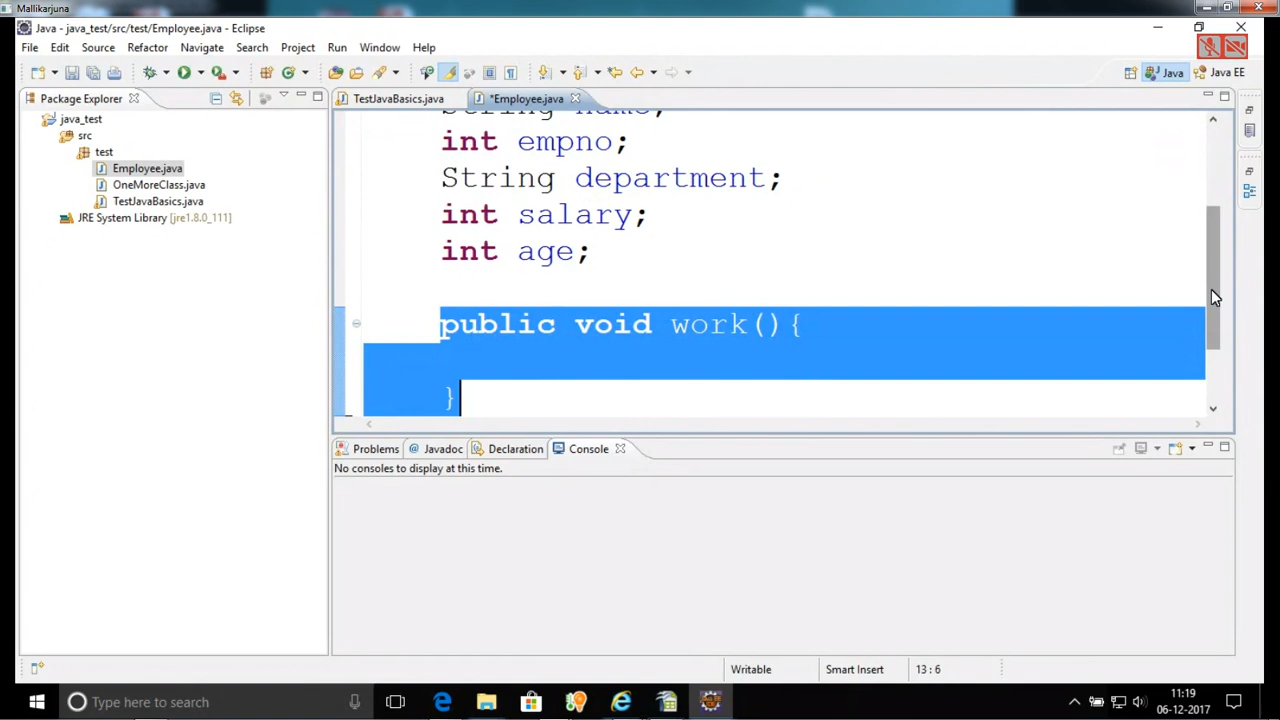 Mallikarjuna
Java - java_test/src/test/Employee.java - Eclipse
File Edit Source Refactor Navigate Search Project Run Window Help
Java Java EE
Package Explorer
TestJavaBasics.java *Employee.java
java_test
src
test
Employee.java
OneMoreClass.java
TestJavaBasics.java
JRE System Library [jre1.8.0_111]
String name;
int empno;
String department;
int salary;
int age;
public void work(){
}
Problems @ Javadoc Declaration Console
No consoles to display at this time.
Writable Smart Insert 13 : 6
Type here to search
11:19
06-12-2017